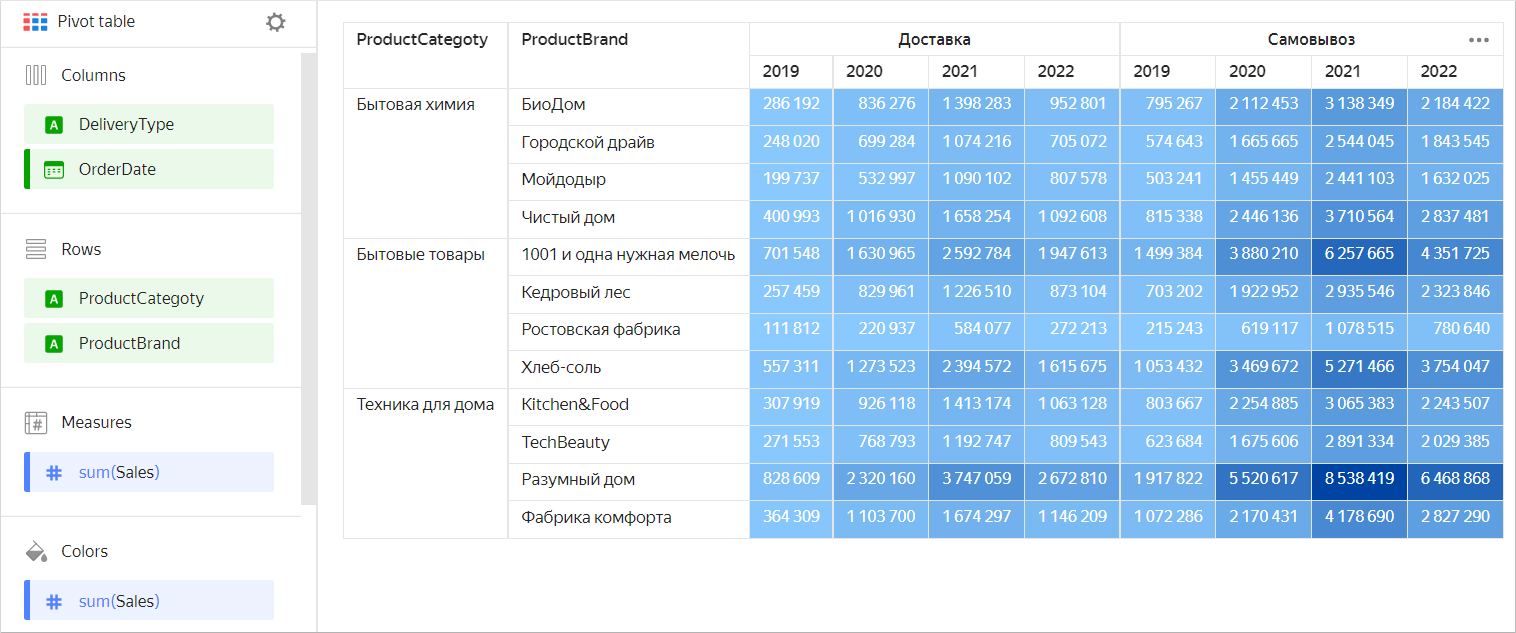 Pivot table
Columns
DeliveryType
OrderDate
Rows
ProductCategoty
ProductBrand
Measures
sum(Sales)
Colors
sum(Sales)
ProductCategoty ProductBrand Доставка Самовывоз
2019 2020 2021 2022 2019 2020 2021 2022
Бытовая химия БиоДом 286 192 836 276 1 398 283 952 801 795 267 2 112 453 3 138 349 2 184 422
Городской драйв 248 020 699 284 1 074 216 705 072 574 643 1 665 665 2 544 045 1 843 545
Мойдодыр 199 737 532 997 1 090 102 807 578 503 241 1 455 449 2 441 103 1 632 025
Чистый дом 400 993 1 016 930 1 658 254 1 092 608 815 338 2 446 136 3 710 564 2 837 481
Бытовые товары 1001 и одна нужная мелочь 701 548 1 630 965 2 592 784 1 947 613 1 499 384 3 880 210 6 257 665 4 351 725
Кедровый лес 257 459 829 961 1 226 510 873 104 703 202 1 922 952 2 935 546 2 323 846
Ростовская фабрика 111 812 220 937 584 077 272 213 215 243 619 117 1 078 515 780 640
Хлеб-соль 557 311 1 273 523 2 394 572 1 615 675 1 053 432 3 469 672 5 271 466 3 754 047
Техника для дома Kitchen&Food 307 919 926 118 1 413 174 1 063 128 803 667 2 254 885 3 065 383 2 243 507
TechBeauty 271 553 768 793 1 192 747 809 543 623 684 1 675 606 2 891 334 2 029 385
Разумный дом 828 609 2 320 160 3 747 059 2 672 810 1 917 822 5 520 617 8 538 419 6 468 868
Фабрика комфорта 364 309 1 103 700 1 674 297 1 146 209 1 072 286 2 170 431 4 178 690 2 827 290